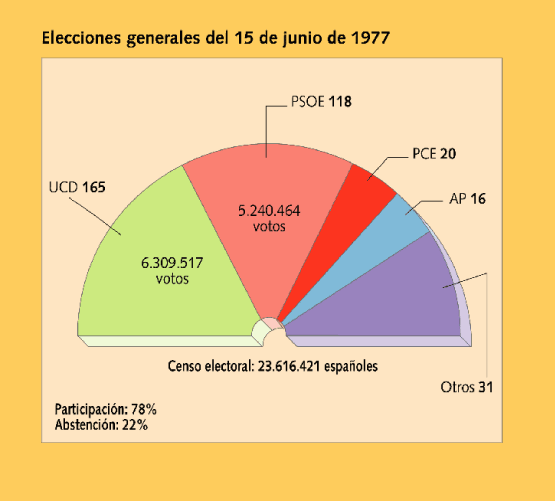 Elecciones generales del 15 de junio de 1977
PSOE 118
PCE 20
UCD 165
AP 16
5.240.464
votos
6.309.517
votos
Censo electoral: 23.616.421 españoles
Otros 31
Participación: 78%
Abstención: 22%